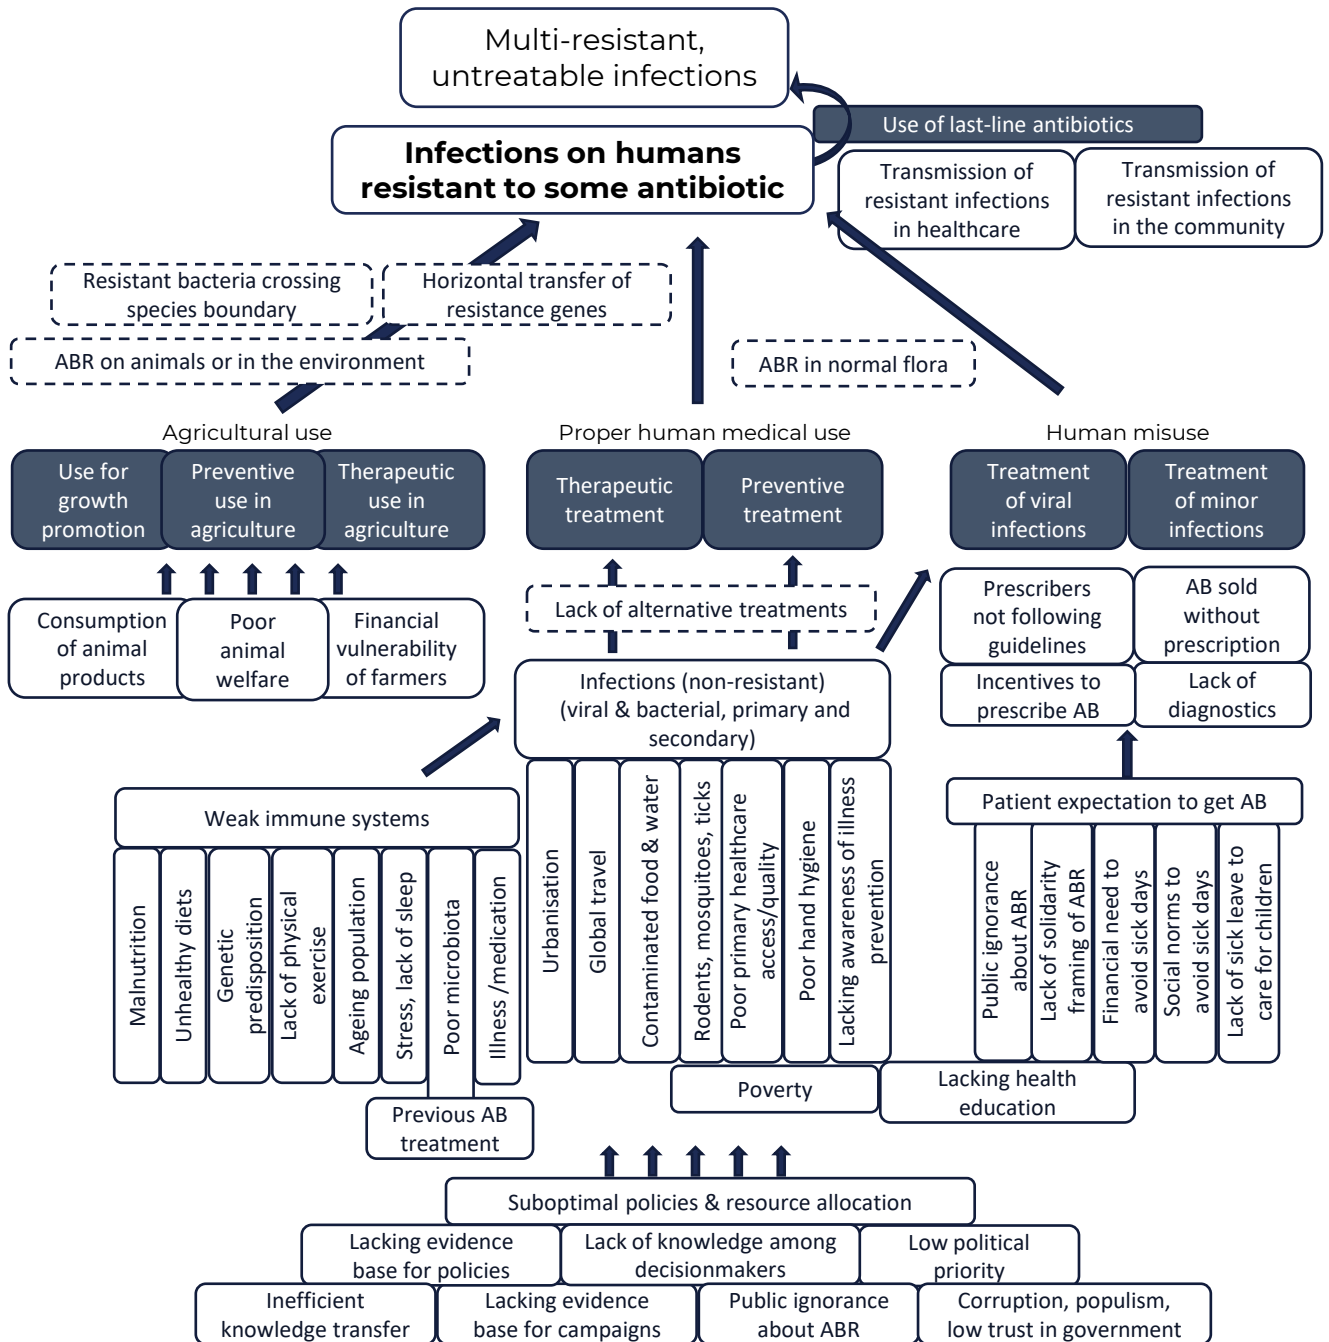 Multi-resistant,
untreatable infections
Use of last-line antibiotics
Infections on humans
resistant to some antibiotic
Transmission of
resistant infections
in healthcare
Transmission of
resistant infections
in the community
Resistant bacteria crossing
species boundary
Horizontal transfer of
resistance genes
ABR on animals or in the environment
ABR in normal flora
Agricultural use
Proper human medical use
Human misuse
Use for
growth
promotion
Preventive
use in
agriculture
Therapeutic
use in
agriculture
Therapeutic
treatment
Preventive
treatment
Treatment
of viral
infections
Treatment
of minor
infections
Consumption
of animal
products
Poor
animal
welfare
Financial
vulnerability
of farmers
Lack of alternative treatments
Prescribers
not following
guidelines
AB sold
without
prescription
Infections (non-resistant)
(viral & bacterial, primary and
secondary)
Incentives to
prescribe AB
Lack of
diagnostics
Weak immune systems
Patient expectation to get AB
Malnutrition
Unhealthy diets
Genetic
predisposition
Lack of physical
exercise
Ageing population
Stress, lack of sleep
Poor microbiota
Illness /medication
Urbanisation
Global travel
Contaminated food & water
Rodents, mosquitoes, ticks
Poor primary healthcare
access/quality
Poor hand hygiene
Lacking awareness of illness
prevention
Public ignorance
about ABR
Lack of solidarity
framing of ABR
Financial need to
avoid sick days
Social norms to
avoid sick days
Lack of sick leave to
care for children
Previous AB
treatment
Poverty
Lacking health
education
Suboptimal policies & resource allocation
Lacking evidence
base for policies
Lack of knowledge among
decisionmakers
Low political
priority
Inefficient
knowledge transfer
Lacking evidence
base for campaigns
Public ignorance
about ABR
Corruption, populism,
low trust in government